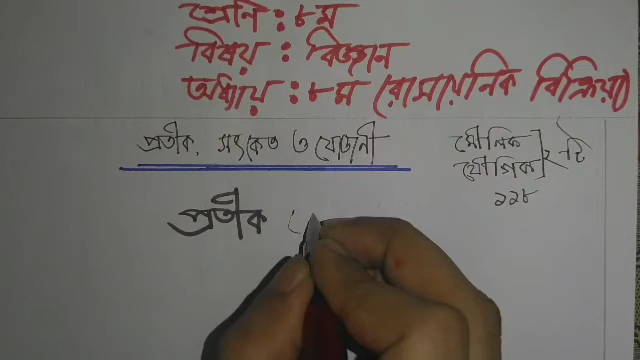 শ্রেণি : ৮ম
বিষয় : বিজ্ঞান
অধ্যায় : ৮ম (রাসায়নিক বিক্রিয়া)
প্রতীক, সংকেত ও যোজনী
মৌলিক
যৌগিক
২টি
১১৮
প্রতীক